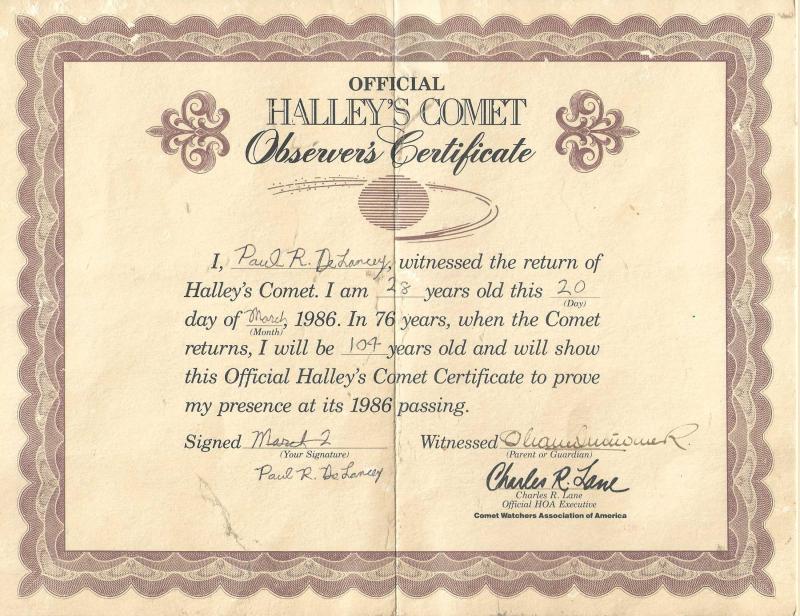 OFFICIAL
HALLEY'S COMET
Observer's Certificate
I, Paul R. DeLancey, witnessed the return of
Halley's Comet. I am 28 years old this 20
(Day)
day of March, 1986. In 76 years, when the Comet
(Month)
returns, I will be 104 years old and will show
this Official Halley's Comet Certificate to prove
my presence at its 1986 passing.
Signed March 2 Witnessed
(Your Signature) (Parent or Guardian)
Paul R. DeLancey Charles R. Lane
Charles R. Lane
Official HOA Executive
Comet Watchers Association of America